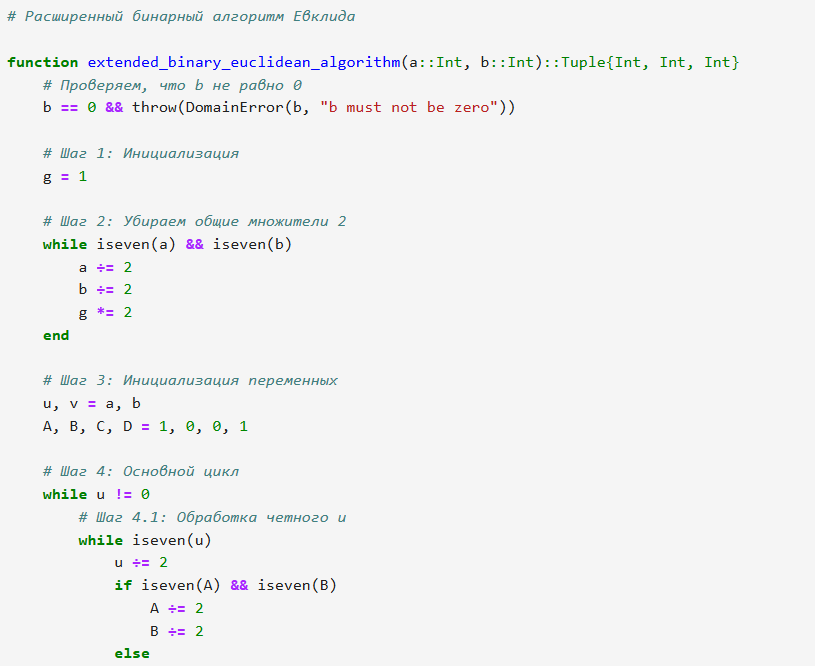 # Расширенный бинарный алгоритм Евклида
function extended_binary_euclidean_algorithm(a::Int, b::Int)::Tuple{Int, Int, Int}
    # Проверяем, что b не равно 0
    b == 0 && throw(DomainError(b, "b must not be zero"))
    # Шаг 1: Инициализация
    g = 1
    # Шаг 2: Убираем общие множители 2
    while iseven(a) && iseven(b)
        a ÷= 2
        b ÷= 2
        g *= 2
    end
    # Шаг 3: Инициализация переменных
    u, v = a, b
    A, B, C, D = 1, 0, 0, 1
    # Шаг 4: Основной цикл
    while u != 0
        # Шаг 4.1: Обработка четного u
        while iseven(u)
            u ÷= 2
            if iseven(A) && iseven(B)
                A ÷= 2
                B ÷= 2
            else